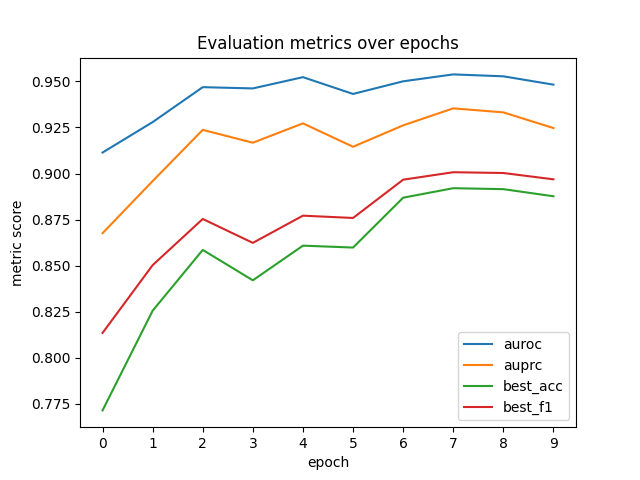 Evaluation metrics over epochs
metric score
0.950
0.925
0.900
0.875
0.850
0.825
0.800
0.775
auroc
auprc
best_acc
best_f1
0 1 2 3 4 5 6 7 8 9
epoch